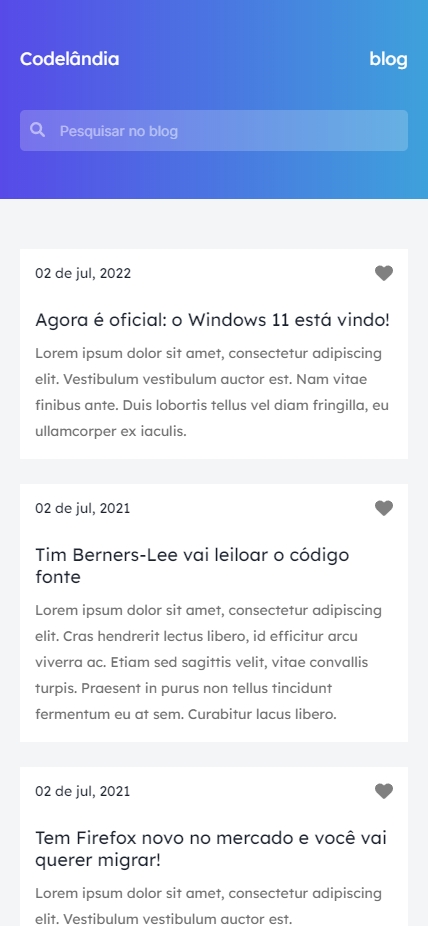 Codelândia
blog
Pesquisar no blog
02 de jul, 2022
Agora é oficial: o Windows 11 está vindo!
Lorem ipsum dolor sit amet, consectetur adipiscing
elit. Vestibulum vestibulum auctor est. Nam vitae
finibus ante. Duis lobortis tellus vel diam fringilla, eu
ullamcorper ex iaculis.
02 de jul, 2021
Tim Berners-Lee vai leiloar o código
fonte
Lorem ipsum dolor sit amet, consectetur adipiscing
elit. Cras hendrerit lectus libero, id efficitur arcu
viverra ac. Etiam sed sagittis velit, vitae convallis
turpis. Praesent in purus non tellus tincidunt
fermentum eu at sem. Curabitur lacus libero.
02 de jul, 2021
Tem Firefox novo no mercado e você vai
querer migrar!
Lorem ipsum dolor sit amet, consectetur adipiscing
elit. Vestibulum vestibulum auctor est.